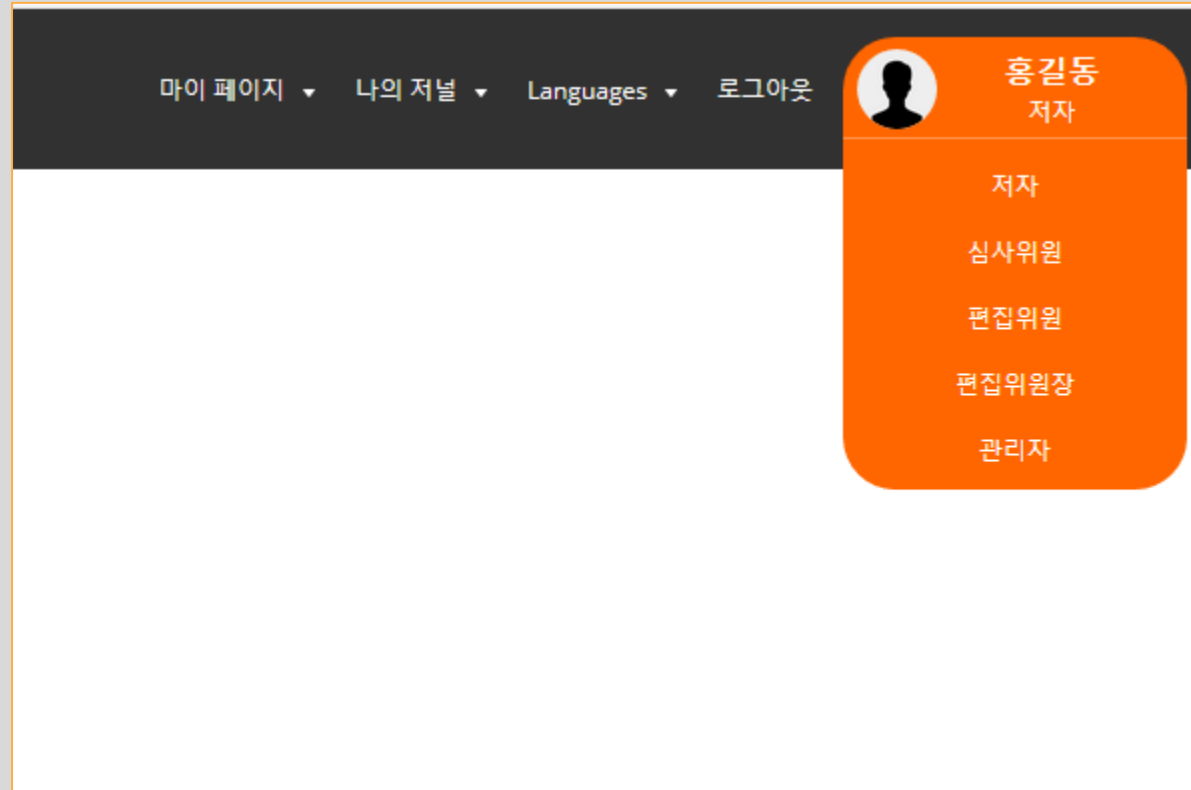 마이 페이지 나의 저널 Languages 로그아웃
홍길동
저자
저자
심사위원
편집위원
편집위원장
관리자